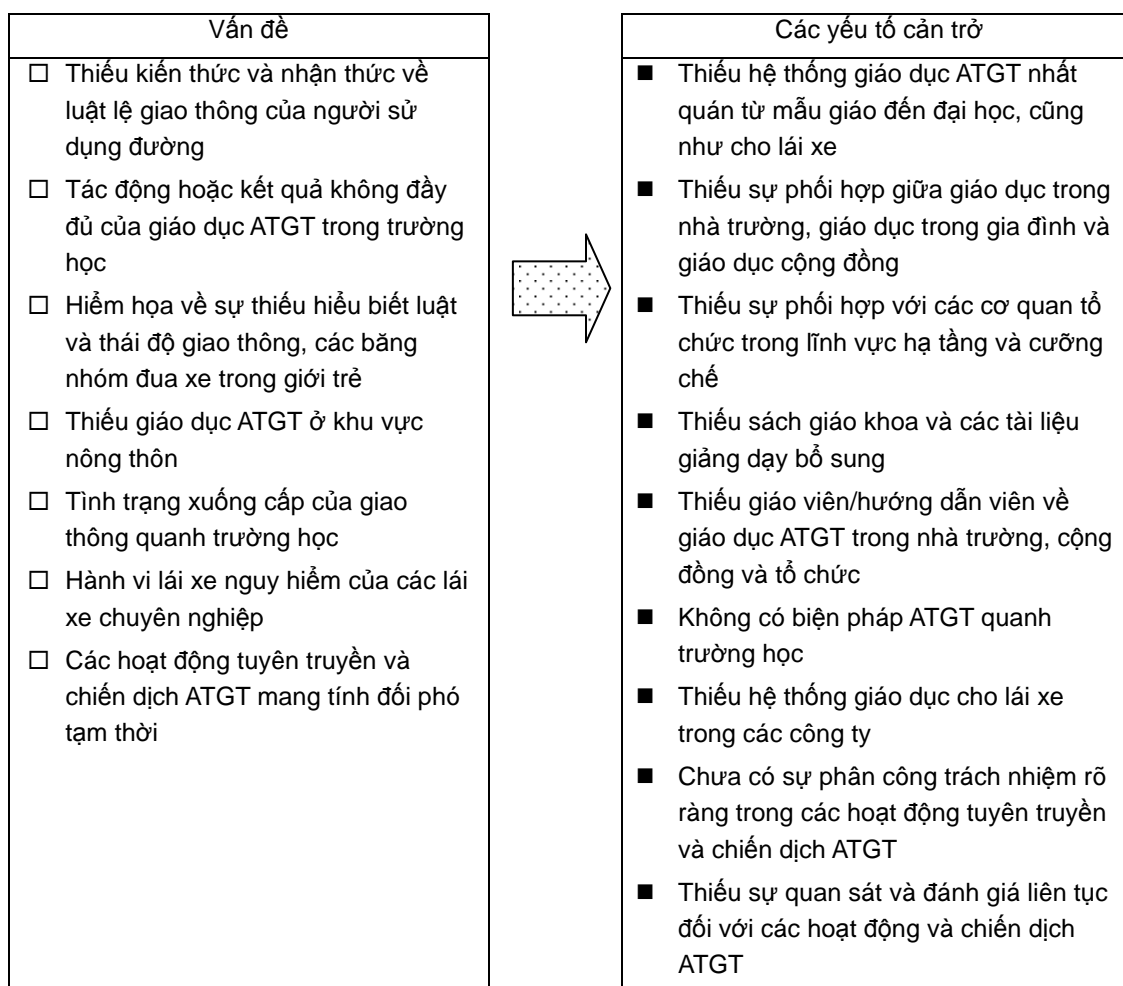 Vấn đề
□ Thiếu kiến thức và nhận thức về
luật lệ giao thông của người sử
dụng đường
□ Tác động hoặc kết quả không đầy
đủ của giáo dục ATGT trong trường
học
□ Hiểm họa về sự thiếu hiểu biết luật
và thái độ giao thông, các băng
nhóm đua xe trong giới trẻ
□ Thiếu giáo dục ATGT ở khu vực
nông thôn
□ Tình trạng xuống cấp của giao
thông quanh trường học
□ Hành vi lái xe nguy hiểm của các lái
xe chuyên nghiệp
□ Các hoạt động tuyên truyền và
chiến dịch ATGT mang tính đối phó
tạm thời
Các yếu tố cản trở
■ Thiếu hệ thống giáo dục ATGT nhất
quán từ mẫu giáo đến đại học, cũng
như cho lái xe
■ Thiếu sự phối hợp giữa giáo dục trong
nhà trường, giáo dục trong gia đình và
giáo dục cộng đồng
■ Thiếu sự phối hợp với các cơ quan tổ
chức trong lĩnh vực hạ tầng và cưỡng
chế
■ Thiếu sách giáo khoa và các tài liệu
giảng dạy bổ sung
■ Thiếu giáo viên/hướng dẫn viên về
giáo dục ATGT trong nhà trường, cộng
đồng và tổ chức
■ Không có biện pháp ATGT quanh
trường học
■ Thiếu hệ thống giáo dục cho lái xe
trong các công ty
■ Chưa có sự phân công trách nhiệm rõ
ràng trong các hoạt động tuyên truyền
và chiến dịch ATGT
■ Thiếu sự quan sát và đánh giá liên tục
đối với các hoạt động và chiến dịch
ATGT